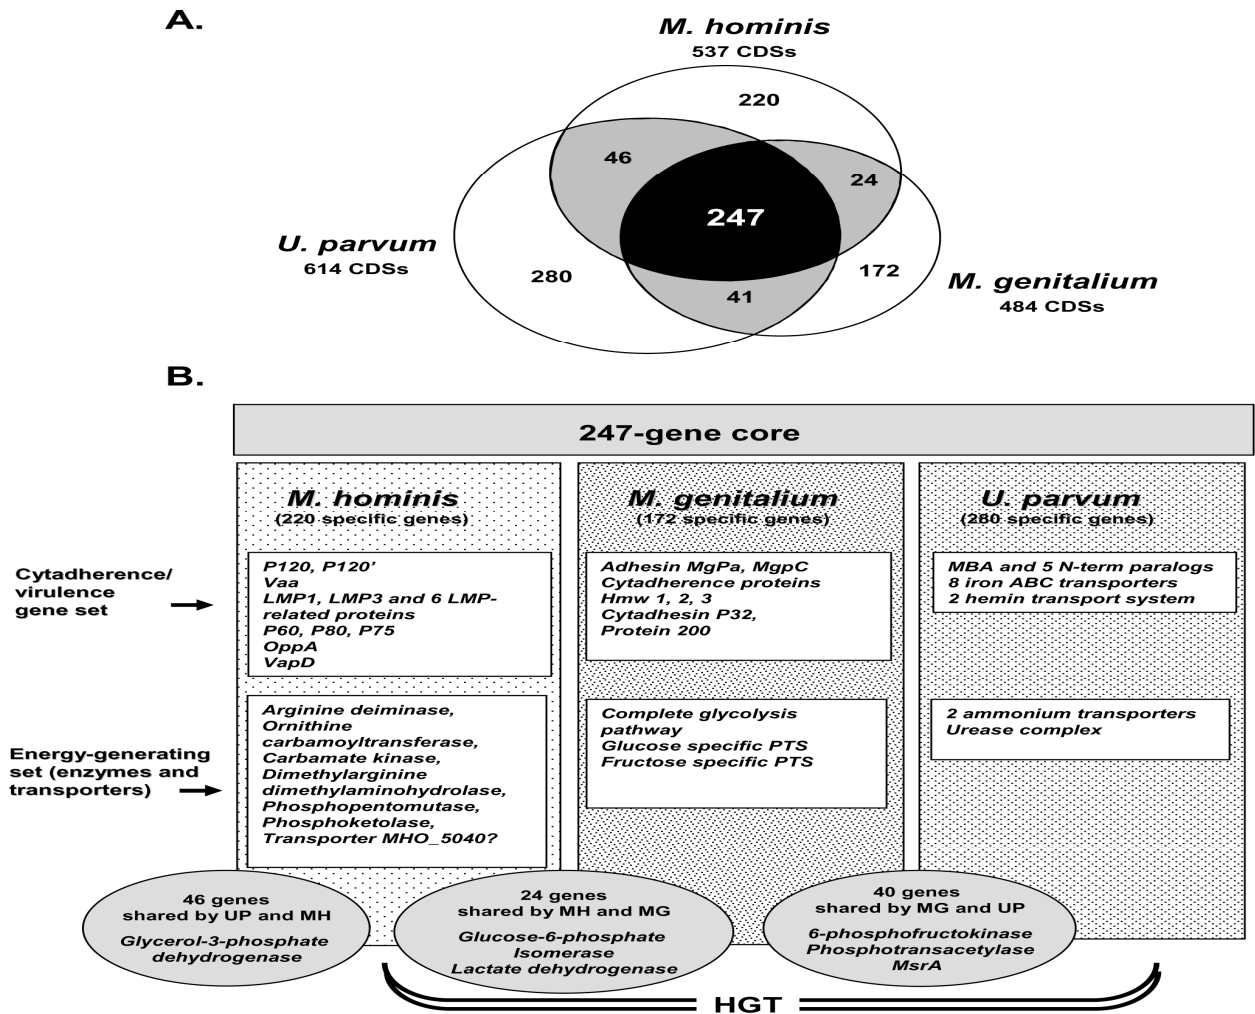 A.
M. hominis
537 CDSs
220
46
24
247
U. parvum
614 CDSs
280
172
41
M. genitalium
484 CDSs
B.
247-gene core
M. hominis
(220 specific genes)
M. genitalium
(172 specific genes)
U. parvum
(280 specific genes)
Cytadherence/
virulence
gene set
P120, P120’
Vaa
LMP1, LMP3 and 6 LMP-
related proteins
P60, P80, P75
OppA
VapD
Adhesin MgPa, MgpC
Cytadherence proteins
Hmw 1, 2, 3
Cytadhesin P32,
Protein 200
MBA and 5 N-term paralogs
8 iron ABC transporters
2 hemin transport system
Energy-generating
set (enzymes and
transporters)
Arginine deiminase,
Ornithine
carbamoyltransferase,
Carbamate kinase,
Dimethylarginine
dimethylaminohydrolase,
Phosphopentomutase,
Phosphoketolase,
Transporter MHO_5040?
Complete glycolysis
pathway
Glucose specific PTS
Fructose specific PTS
2 ammonium transporters
Urease complex
46 genes
shared by UP and MH
Glycerol-3-phosphate
dehydrogenase
24 genes
shared by MH and MG
Glucose-6-phosphate
Isomerase
Lactate dehydrogenase
40 genes
shared by MG and UP
6-phosphofructokinase
Phosphotransacetylase
MsrA
HGT